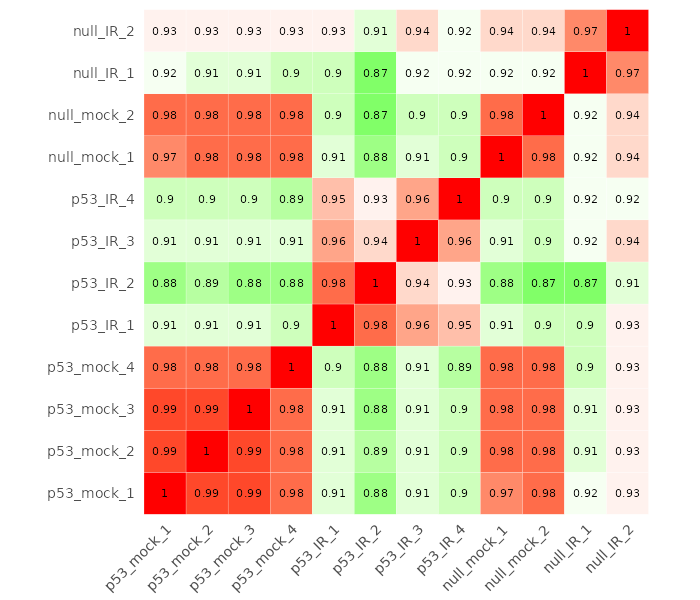 null_IR_2 0.93 0.93 0.93 0.93 0.93 0.91 0.94 0.92 0.94 0.94 0.97 1
null_IR_1 0.92 0.91 0.91 0.9 0.9 0.87 0.92 0.92 0.92 0.92 1 0.97
null_mock_2 0.98 0.98 0.98 0.98 0.9 0.87 0.9 0.9 0.98 1 0.92 0.94
null_mock_1 0.97 0.98 0.98 0.98 0.91 0.88 0.91 0.9 1 0.98 0.92 0.94
p53_IR_4 0.9 0.9 0.9 0.89 0.95 0.93 0.96 1 0.9 0.9 0.92 0.92
p53_IR_3 0.91 0.91 0.91 0.91 0.96 0.94 1 0.96 0.91 0.9 0.92 0.94
p53_IR_2 0.88 0.89 0.88 0.88 0.98 1 0.94 0.93 0.88 0.87 0.87 0.91
p53_IR_1 0.91 0.91 0.91 0.9 1 0.98 0.96 0.95 0.91 0.9 0.9 0.93
p53_mock_4 0.98 0.98 0.98 1 0.9 0.88 0.91 0.89 0.98 0.98 0.9 0.93
p53_mock_3 0.99 0.99 1 0.98 0.91 0.88 0.91 0.9 0.98 0.98 0.91 0.93
p53_mock_2 0.99 1 0.99 0.98 0.91 0.89 0.91 0.9 0.98 0.98 0.91 0.93
p53_mock_1 1 0.99 0.99 0.98 0.91 0.88 0.91 0.9 0.97 0.98 0.92 0.93
p53_mock_1 p53_mock_2 p53_mock_3 p53_mock_4 p53_IR_1 p53_IR_2 p53_IR_3 p53_IR_4 null_mock_1 null_mock_2 null_IR_1 null_IR_2